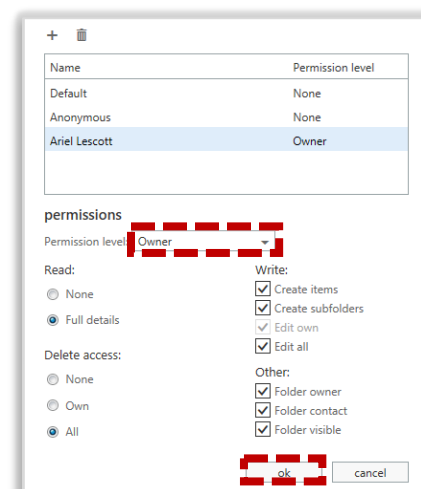 Name Permission level
Default None
Anonymous None
Ariel Lescott Owner
permissions
Permission level: Owner
Read:
None
Full details
Delete access:
None
Own
All
Write:
Create items
Create subfolders
Edit own
Edit all
Other:
Folder owner
Folder contact
Folder visible
ok cancel